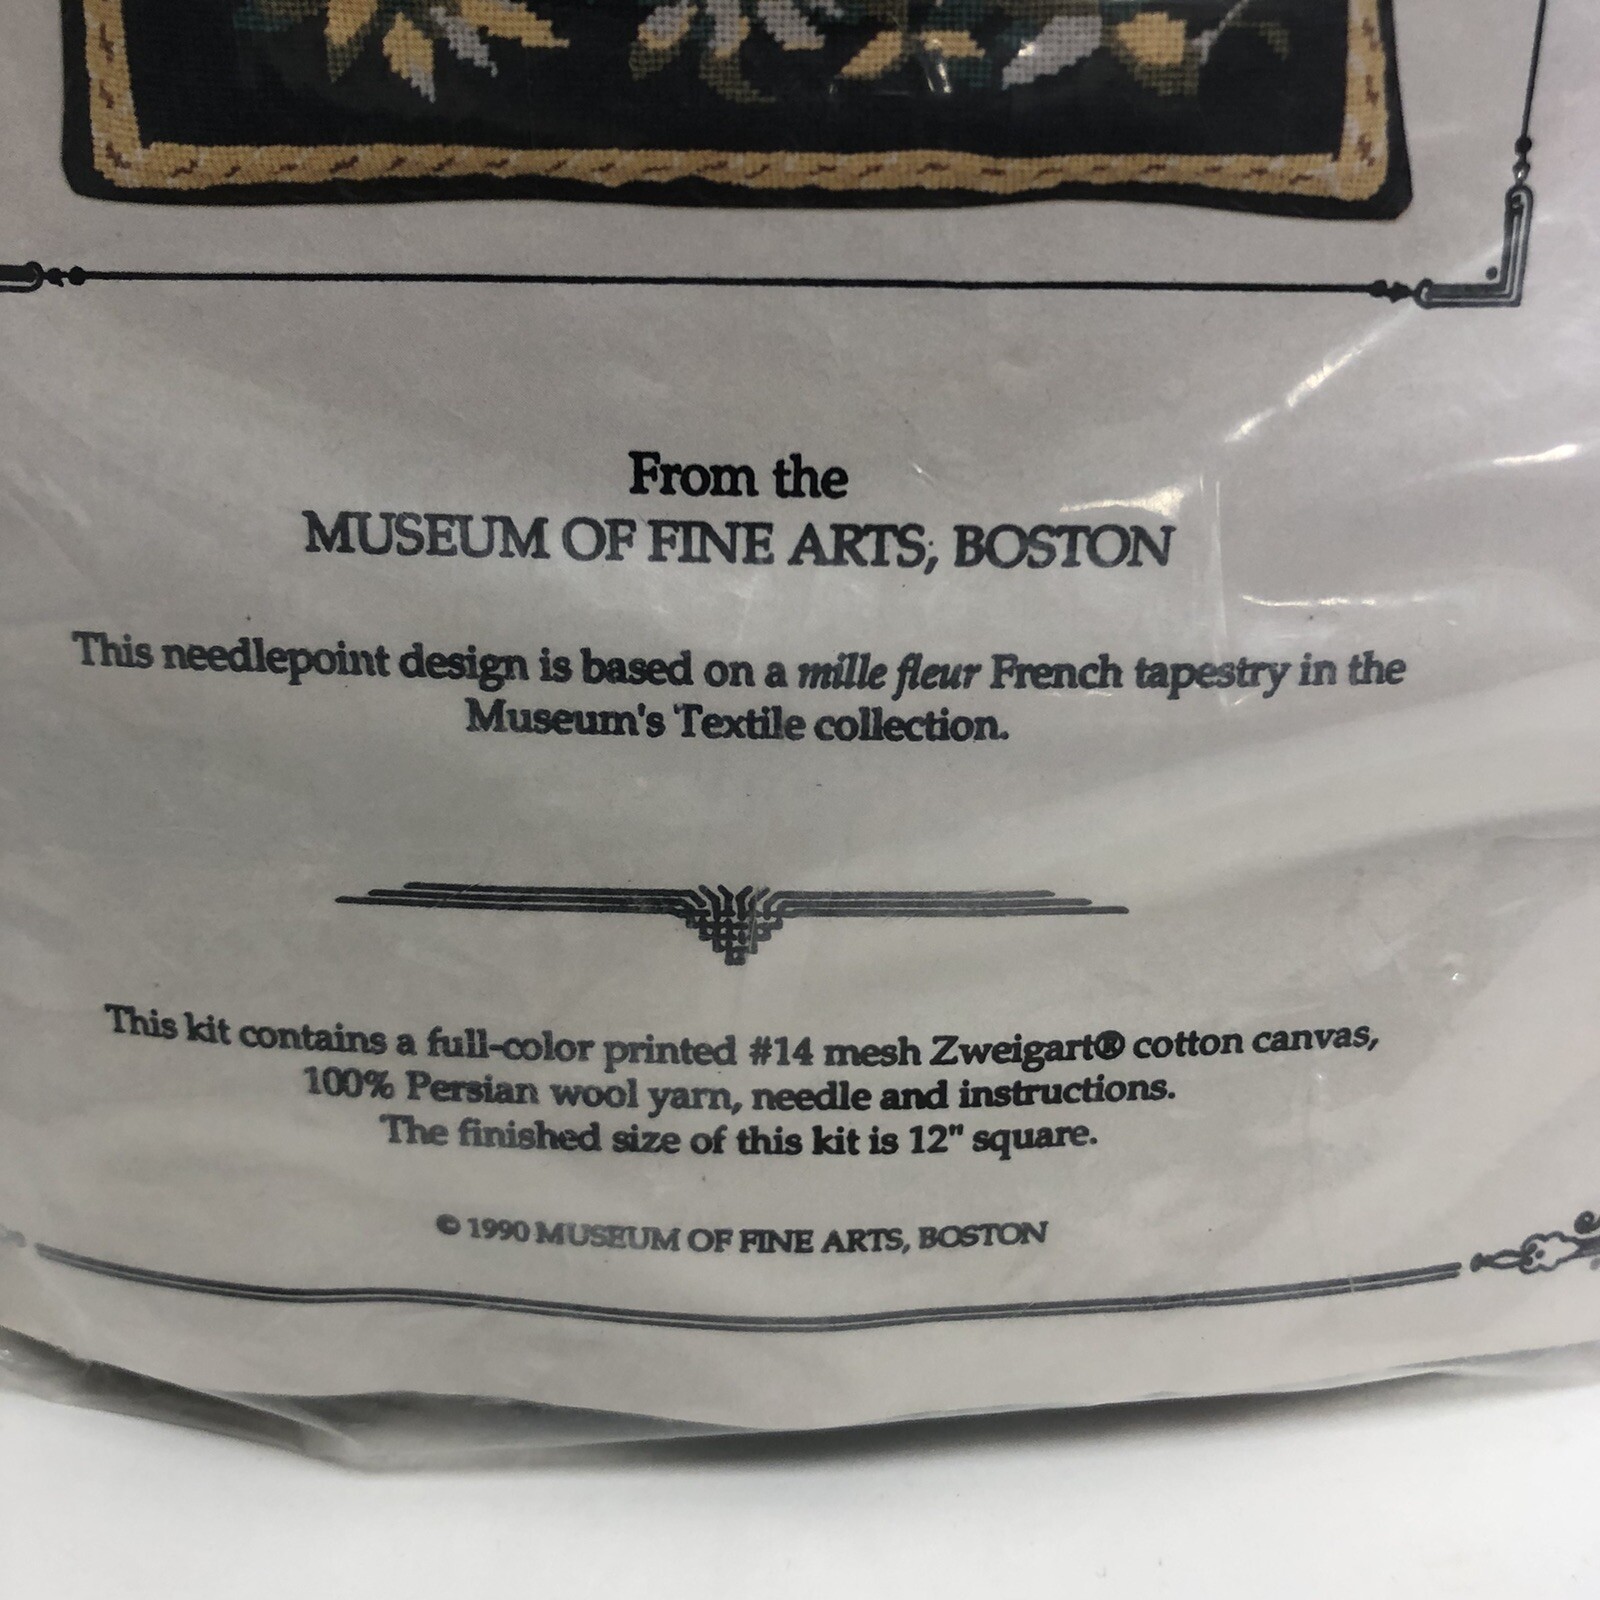 From the
MUSEUM OF FINE ARTS, BOSTON
This needlepoint design is based on a mille fleur French tapestry in the
Museum's Textile collection.
This kit contains a full-color printed #14 mesh Zweigart® cotton canvas,
100% Persian wool yarn, needle and instructions.
The finished size of this kit is 12" square.
© 1990 MUSEUM OF FINE ARTS, BOSTON